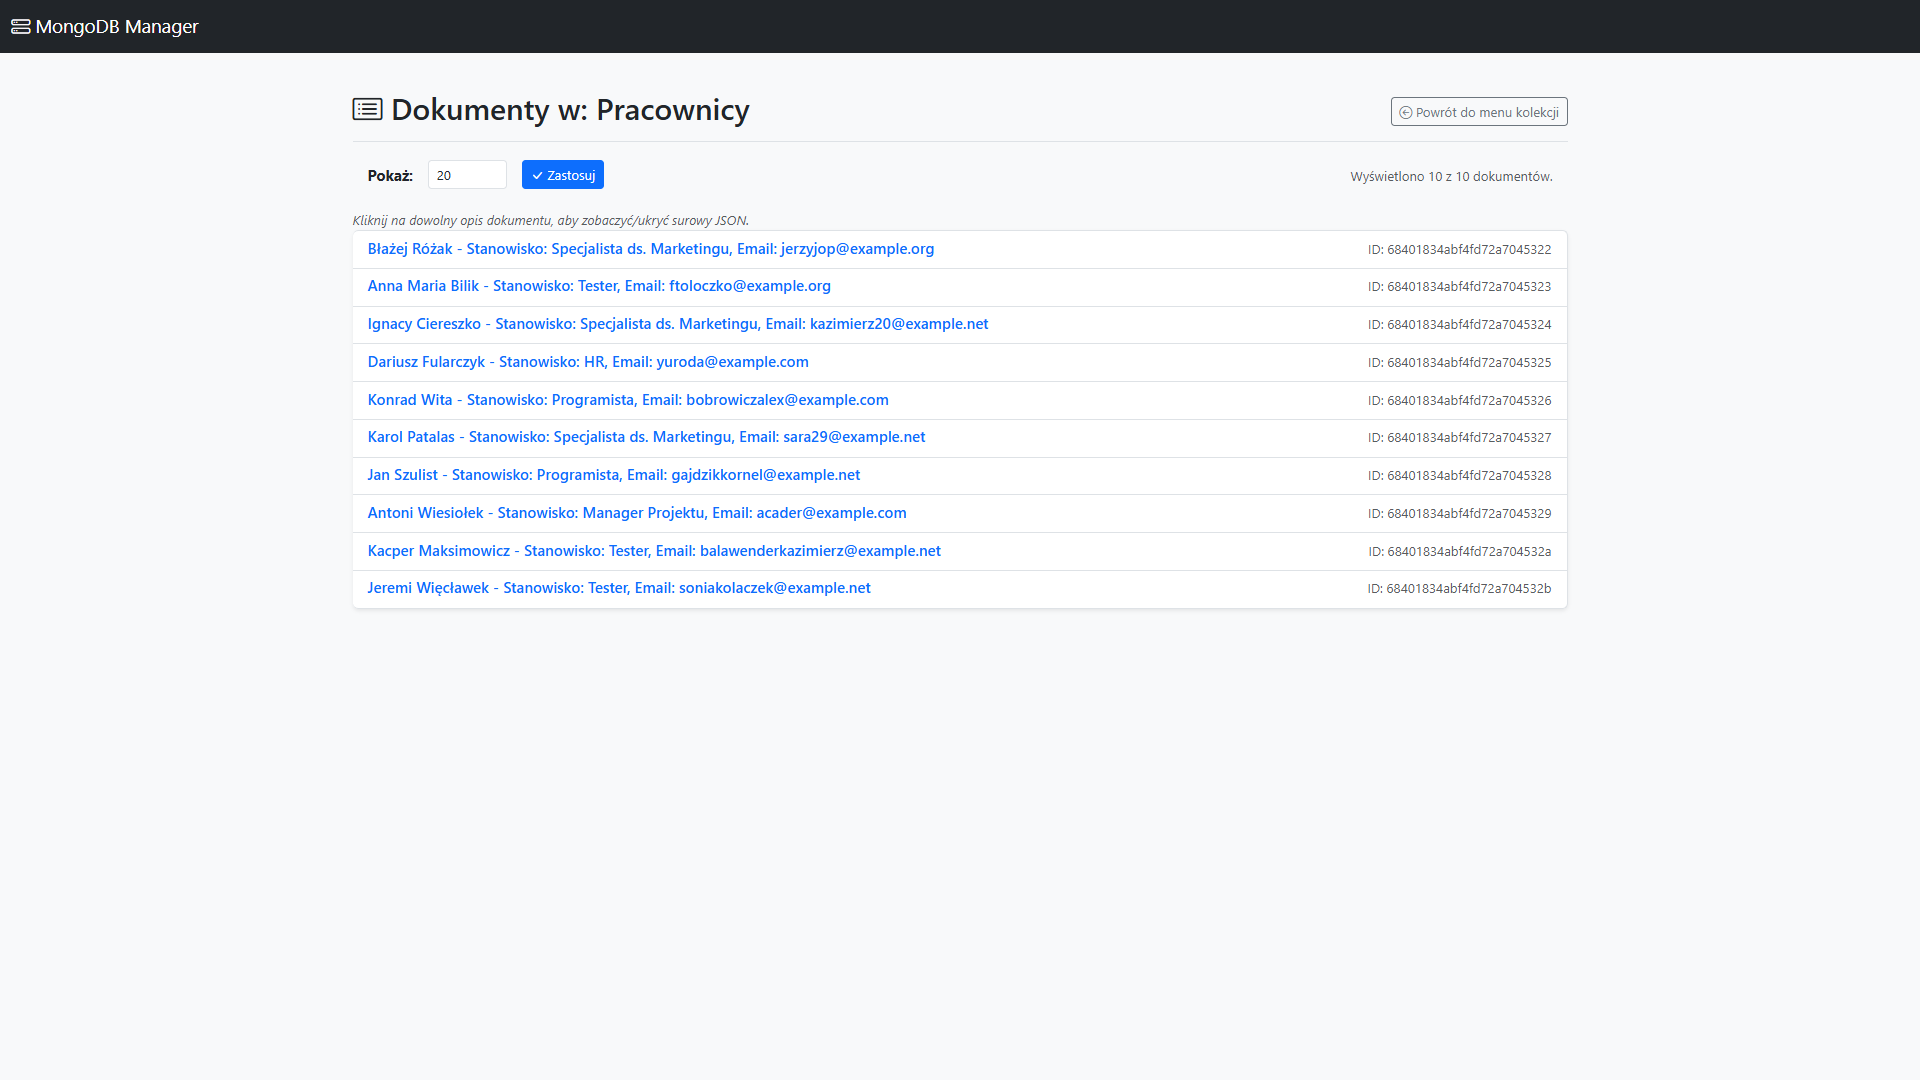 MongoDB Manager
Dokumenty w: Pracownicy
Powrót do menu kolekcji
Pokaż: 20 Zastosuj Wyświetlono 10 z 10 dokumentów.
Kliknij na dowolny opis dokumentu, aby zobaczyć/ukryć surowy JSON.
Błażej Różak - Stanowisko: Specjalista ds. Marketingu, Email: jerzyjop@example.org ID: 68401834abf4fd72a7045322
Anna Maria Bilik - Stanowisko: Tester, Email: ftoloczko@example.org ID: 68401834abf4fd72a7045323
Ignacy Ciereszko - Stanowisko: Specjalista ds. Marketingu, Email: kazimierz20@example.net ID: 68401834abf4fd72a7045324
Dariusz Fularczyk - Stanowisko: HR, Email: yuroda@example.com ID: 68401834abf4fd72a7045325
Konrad Wita - Stanowisko: Programista, Email: bobrowiczalex@example.com ID: 68401834abf4fd72a7045326
Karol Patalas - Stanowisko: Specjalista ds. Marketingu, Email: sara29@example.net ID: 68401834abf4fd72a7045327
Jan Szulist - Stanowisko: Programista, Email: gajdzikkornel@example.net ID: 68401834abf4fd72a7045328
Antoni Wiesiołek - Stanowisko: Manager Projektu, Email: acader@example.com ID: 68401834abf4fd72a7045329
Kacper Maksimowicz - Stanowisko: Tester, Email: balawenderkazimierz@example.net ID: 68401834abf4fd72a704532a
Jeremi Więcławek - Stanowisko: Tester, Email: soniakolaczek@example.net ID: 68401834abf4fd72a704532b